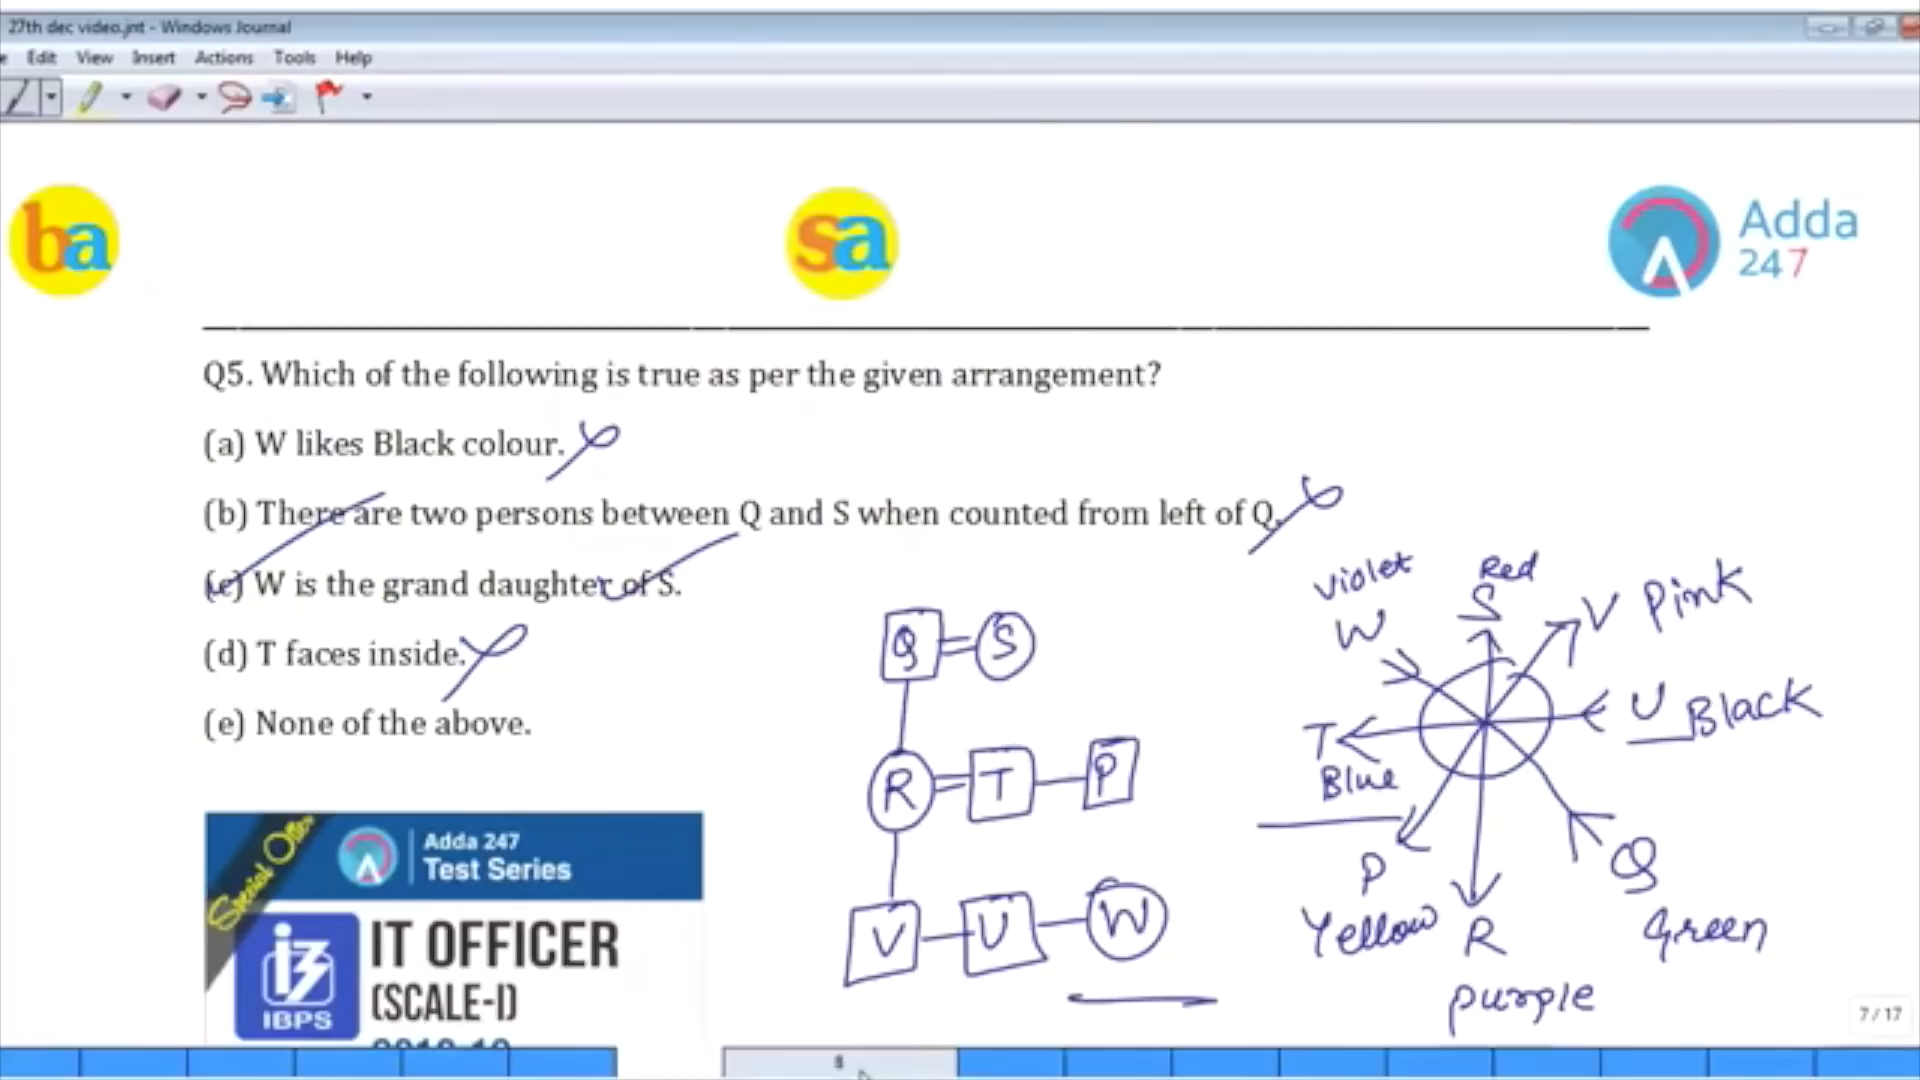 27th dec video.jnt - Windows Journal
Edit View Insert Actions Tools Help
ba
sa
Adda
247
Q5. Which of the following is true as per the given arrangement?
(a) W likes Black colour.
(b) There are two persons between Q and S when counted from left of Q.
(c) W is the grand daughter of S.
(d) T faces inside.
(e) None of the above.
Q S
R T P
V U W
Violet Red
W S V Pink
T U Black
Blue
P Q
Yellow R Green
purple
Special Offer
Adda 247
Test Series
IBPS
IT OFFICER
(SCALE-I)
7 / 17
8